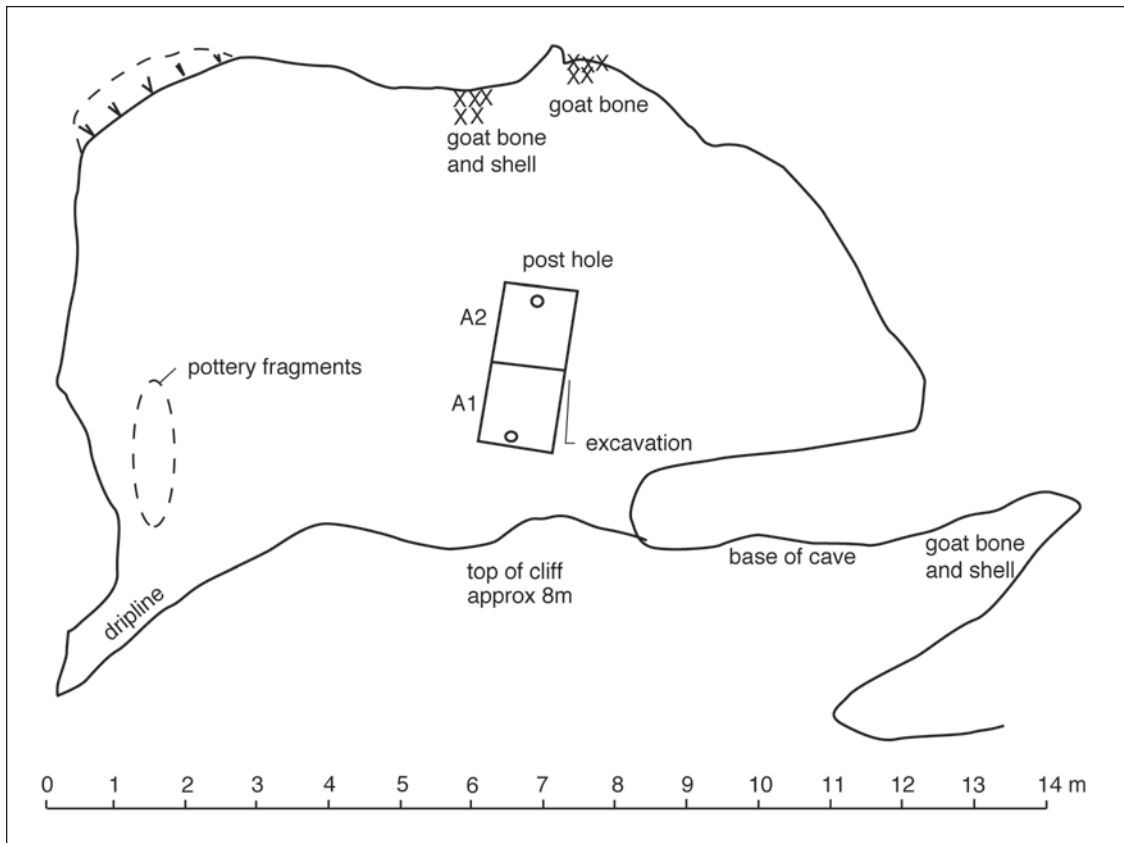 goat bone
goat bone
and shell
post hole
A2
pottery fragments
A1
excavation
goat bone
and shell
base of cave
top of cliff
approx 8m
dripline
0 1 2 3 4 5 6 7 8 9 10 11 12 13 14 m